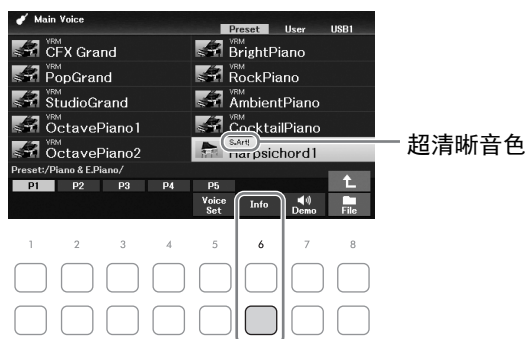 Main Voice
Preset User USB1
VRM CFX Grand VRM BrightPiano
VRM PopGrand VRM RockPiano
VRM StudioGrand VRM AmbientPiano
VRM OctavePiano1 VRM CocktailPiano
VRM OctavePiano2 S.Art! Harpsichord1
超清晰音色
Preset:/Piano & E.Piano/
P1 P2 P3 P4 P5
Voice Set Info Demo File
1 2 3 4 5 6 7 8